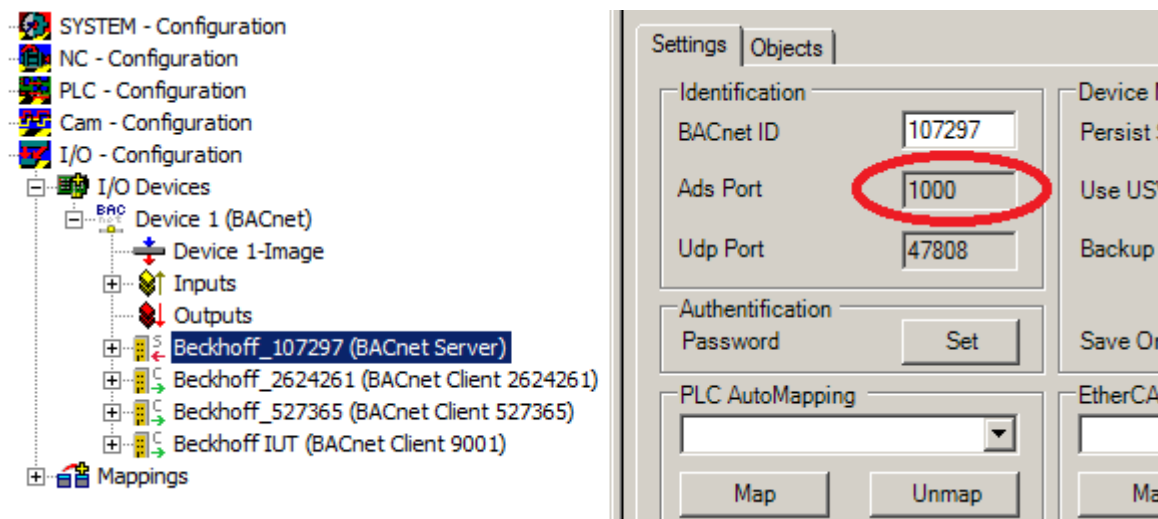 SYSTEM - Configuration
NC - Configuration
PLC - Configuration
Cam - Configuration
I/O - Configuration
I/O Devices
BAC
net
Device 1 (BACnet)
Device 1-Image
Inputs
Outputs
S
Beckhoff_107297 (BACnet Server)
C
Beckhoff_2624261 (BACnet Client 2624261)
C
Beckhoff_527365 (BACnet Client 527365)
C
Beckhoff IUT (BACnet Client 9001)
Mappings
Settings Objects
Identification
BACnet ID 107297
Ads Port 1000
Udp Port 47808
Authentification
Password Set
PLC AutoMapping
Map Unmap
Device
Persist
Use
Backup
Save